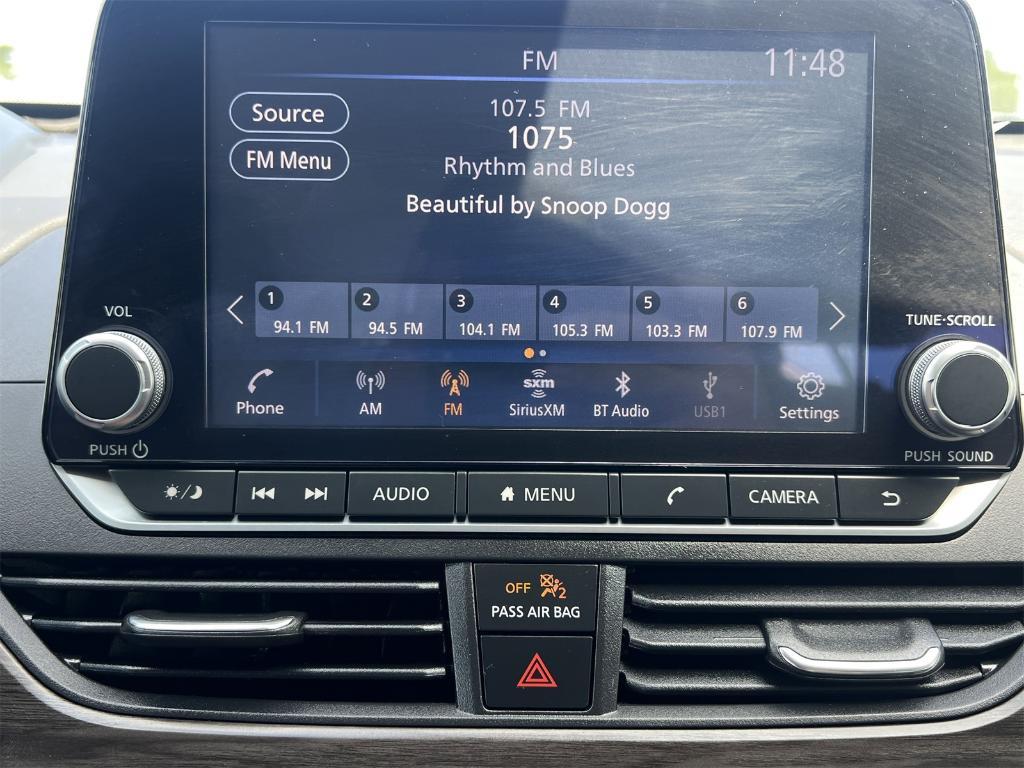 FM
11:48
Source
107.5 FM
1075
FM Menu
Rhythm and Blues
Beautiful by Snoop Dogg
VOL
TUNE·SCROLL
1
2
3
4
5
6
94.1 FM
94.5 FM
104.1 FM
105.3 FM
103.3 FM
107.9 FM
Phone
AM
FM
sxm
SiriusXM
BT Audio
USB1
Settings
PUSH
PUSH SOUND
AUDIO
MENU
CAMERA
OFF
2
PASS AIR BAG